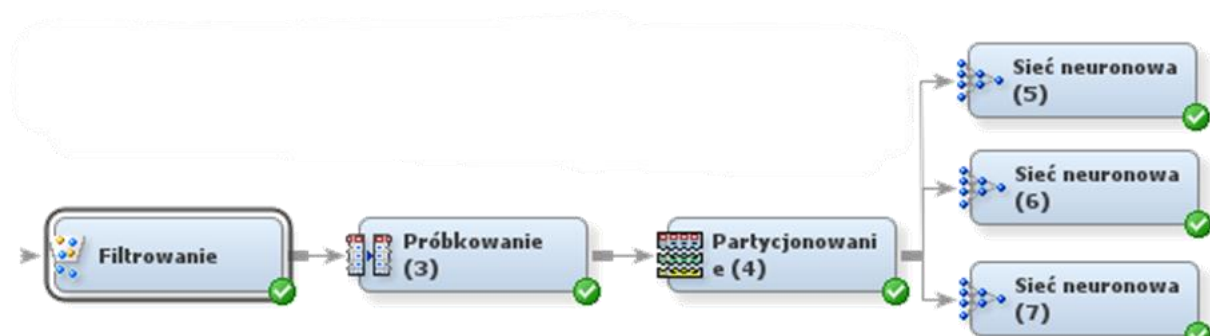 Sieć neuronowa
(5)
Sieć neuronowa
(6)
Filtrowanie
Próbkowanie
(3)
Partycjonowani
e (4)
Sieć neuronowa
(7)